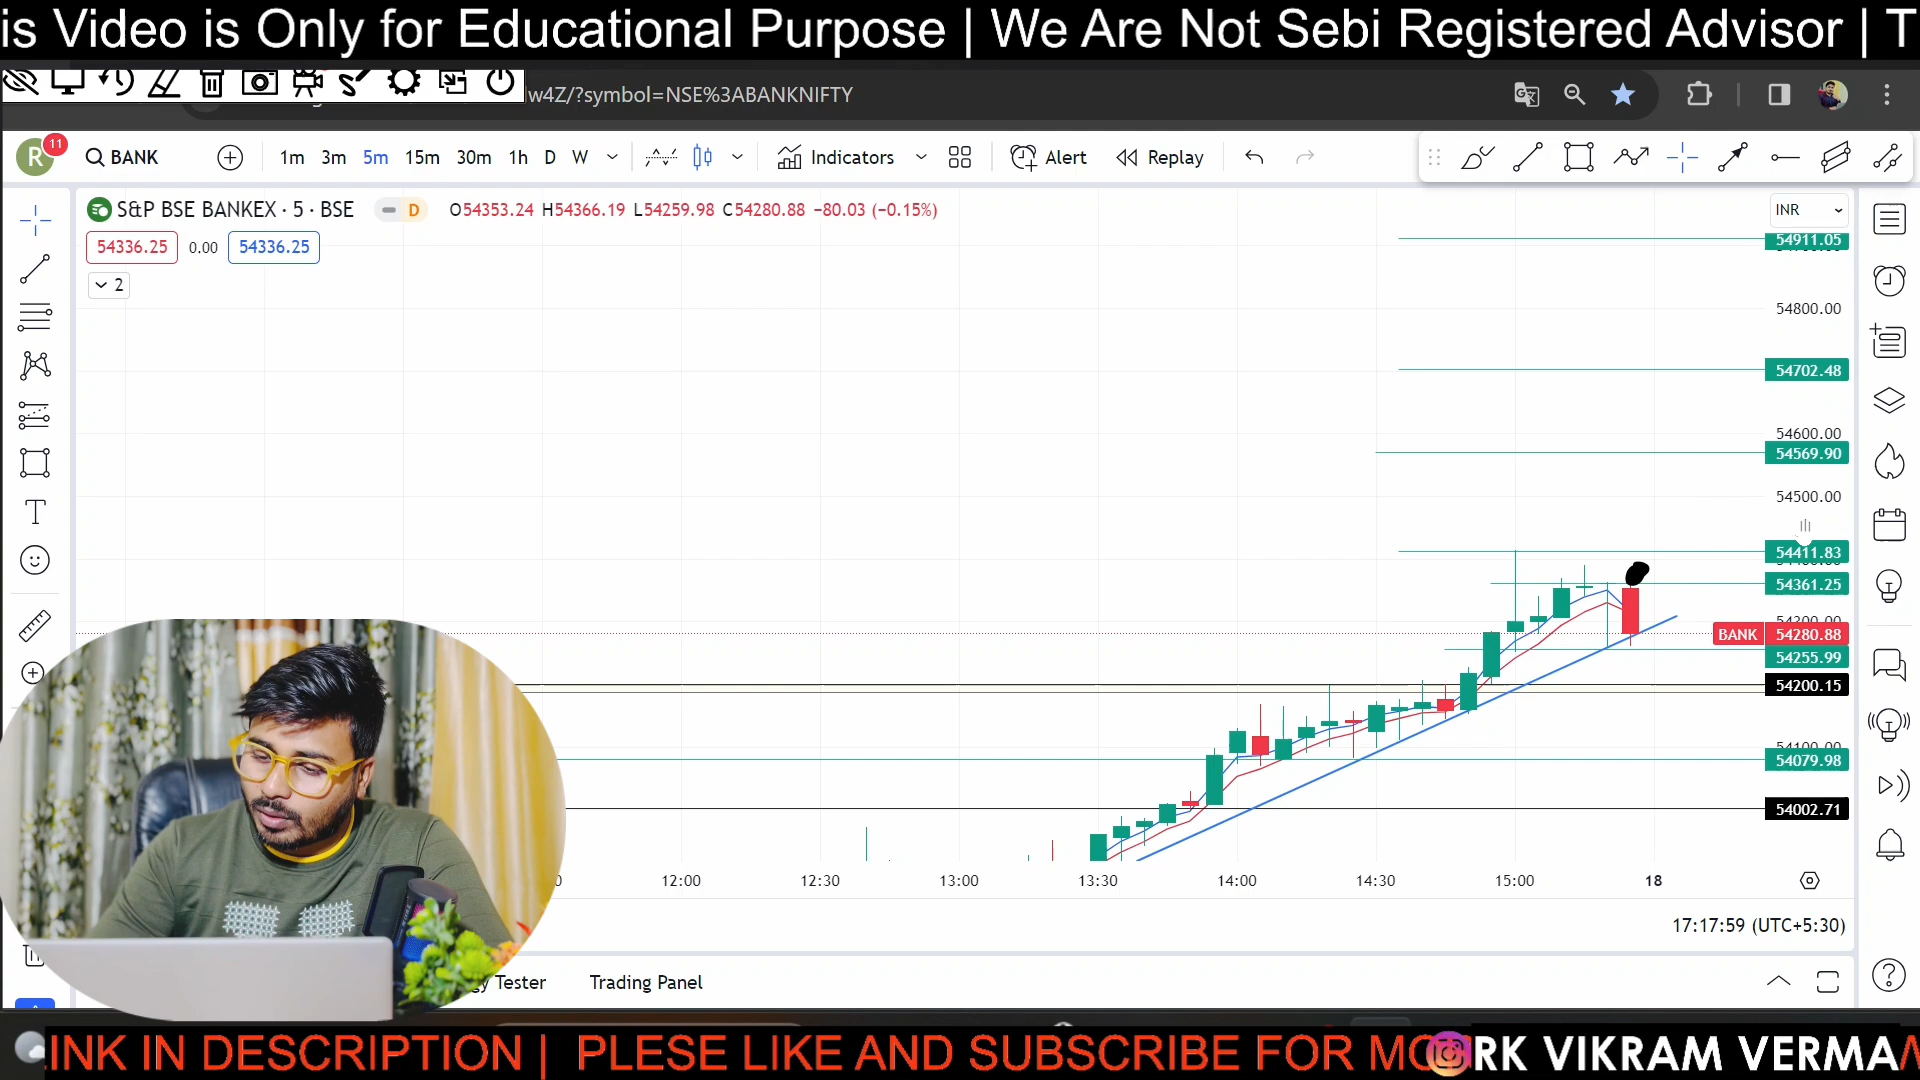 is Video is Only for Educational Purpose | We Are Not Sebi Registered Advisor | T
w4Z/?symbol=NSE%3ABANKNIFTY
R 11 BANK 1m 3m 5m 15m 30m 1h D W Indicators Alert Replay
S&P BSE BANKEX · 5 · BSE D O54353.24 H54366.19 L54259.98 C54280.88 −80.03 (−0.15%) INR
54336.25 0.00 54336.25
2
54911.05
54800.00
54702.48
54600.00
54569.90
54500.00
54411.83
54361.25
BANK 54280.88
54255.99
54200.15
54100.00
54079.98
54002.71
12:00 12:30 13:00 13:30 14:00 14:30 15:00 18
17:17:59 (UTC+5:30)
Tester Trading Panel
INK IN DESCRIPTION | PLESE LIKE AND SUBSCRIBE FOR MO RK VIKRAM VERMA